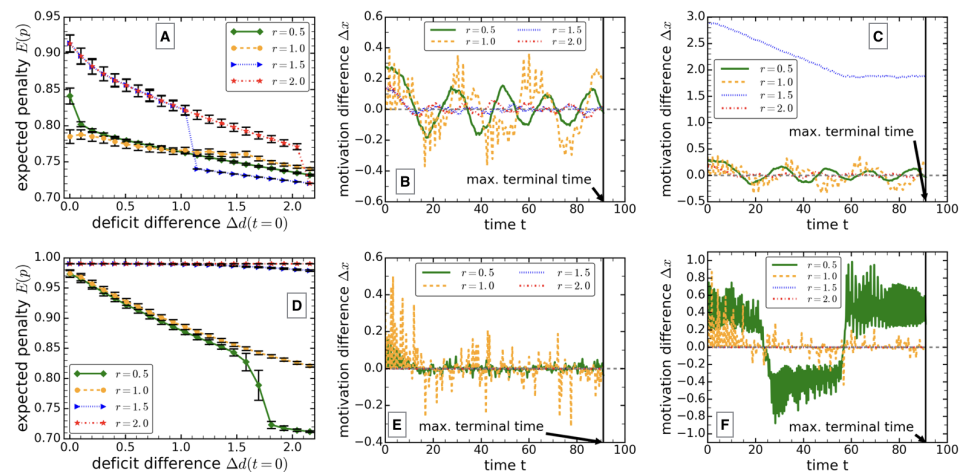 expected penalty E(p)
0.95
0.90
0.85
0.80
0.75
0.70
A
r = 0.5
r = 1.0
r = 1.5
r = 2.0
0.0 0.5 1.0 1.5 2.0
deficit difference Δd(t=0)
motivation difference Δx
0.6
0.4
0.2
0.0
−0.2
−0.4
−0.6
r = 0.5 r = 1.5
r = 1.0 r = 2.0
B
max. terminal time
0 20 40 60 80 100
time t
motivation difference Δx
3.0
2.5
2.0
1.5
1.0
0.5
0.0
−0.5
C
r = 0.5
r = 1.0
r = 1.5
r = 2.0
max. terminal time
0 20 40 60 80 100
time t
expected penalty E(p)
1.00
0.95
0.90
0.85
0.80
0.75
0.70
D
r = 0.5
r = 1.0
r = 1.5
r = 2.0
0.0 0.5 1.0 1.5 2.0
deficit difference Δd(t=0)
motivation difference Δx
0.6
0.4
0.2
0.0
−0.2
−0.4
r = 0.5 r = 1.5
r = 1.0 r = 2.0
E
max. terminal time
0 20 40 60 80 100
time t
motivation difference Δx
1.0
0.8
0.6
0.4
0.2
0.0
−0.2
−0.4
−0.6
−0.8
−1.0
r = 0.5
r = 1.0
r = 1.5
r = 2.0
F
max. terminal time
0 20 40 60 80 100
time t